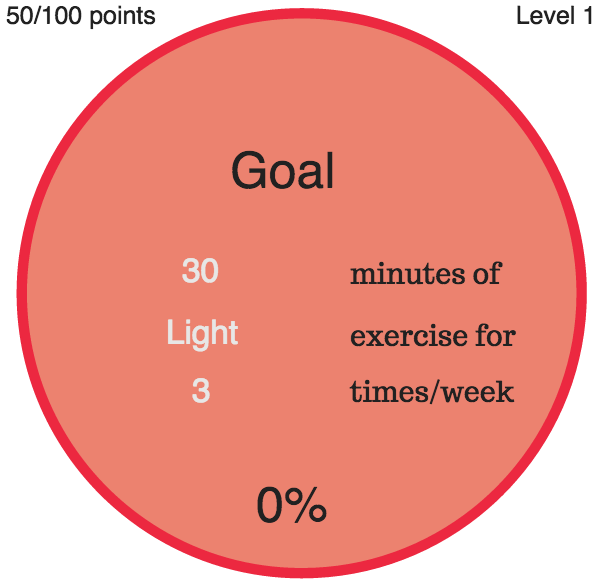 50/100 points Level 1
Goal
30 minutes of
Light exercise for
3 times/week
0%